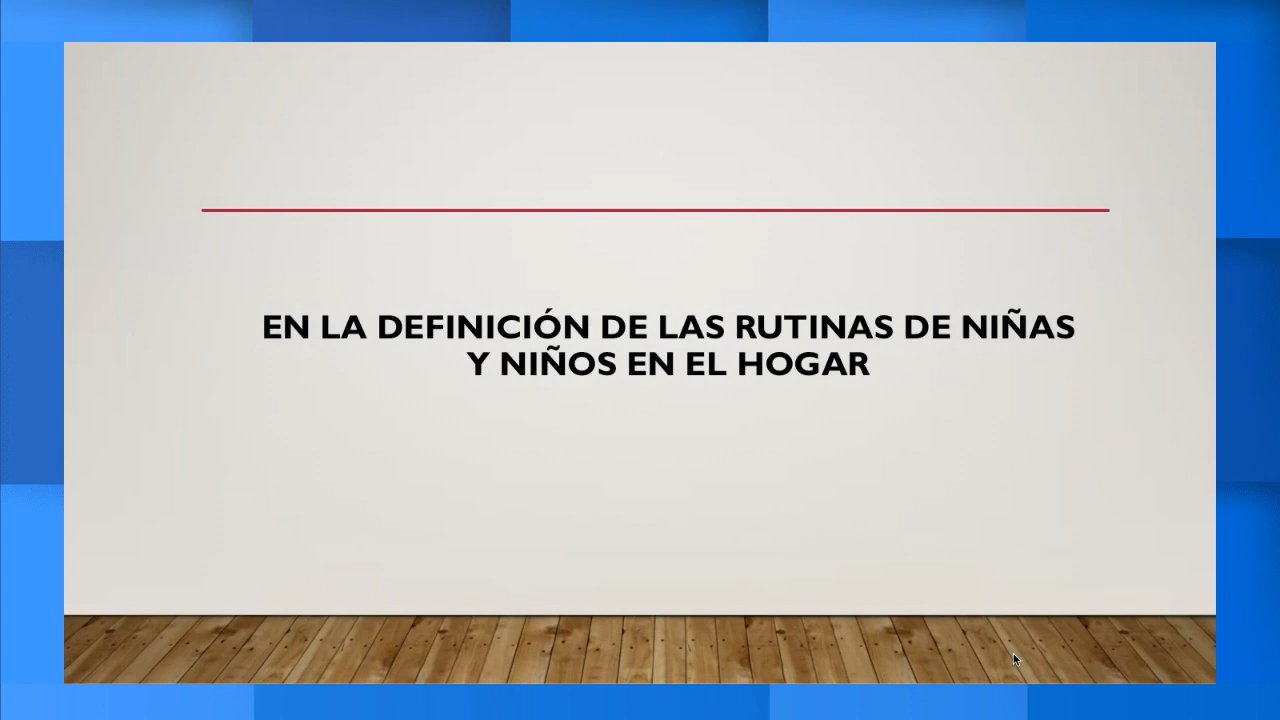 EN LA DEFINICIÓN DE LAS RUTINAS DE NIÑAS
Y NIÑOS EN EL HOGAR